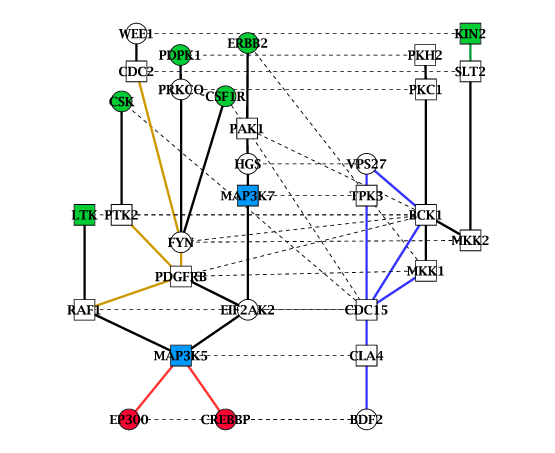 WEE1
KIN2
ERBB2
PDPK1
PKH2
CDC2
SLT2
PRKCQ
CSF1R
PKC1
CSK
PAK1
HGS
VPS27
MAP3K7
TPK3
LTK
PTK2
BCK1
FYN
MKK2
PDGFRB
MKK1
RAF1
EIF2AK2
CDC15
MAP3K5
CLA4
EP300
CREBBP
BDF2